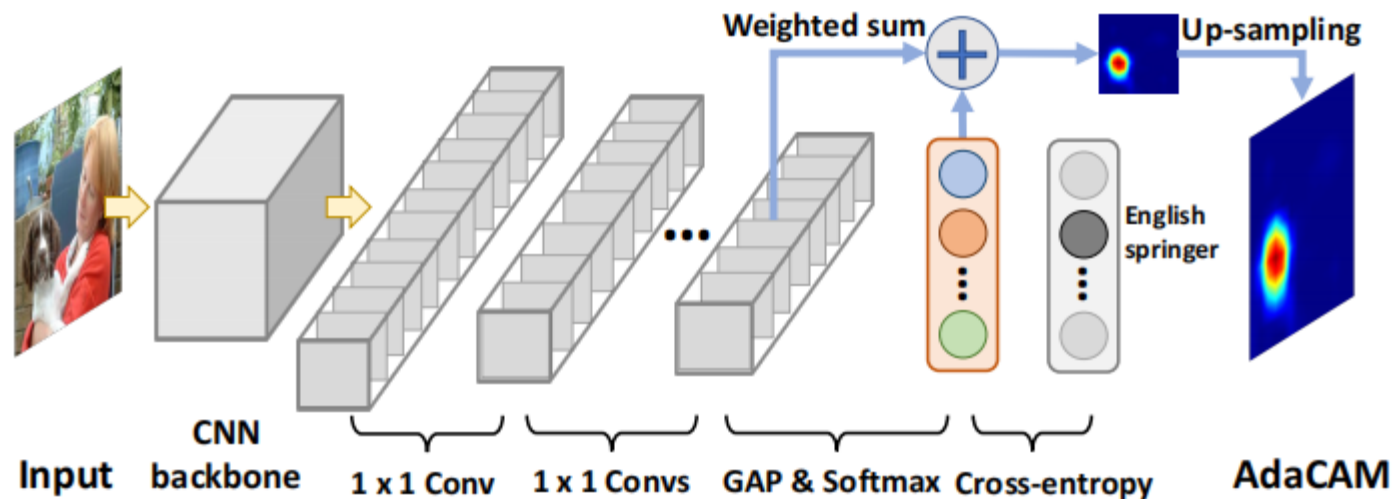 Weighted sum
Up-sampling
English
springer
Input
CNN
backbone
1 x 1 Conv
1 x 1 Convs
GAP & Softmax
Cross-entropy
AdaCAM